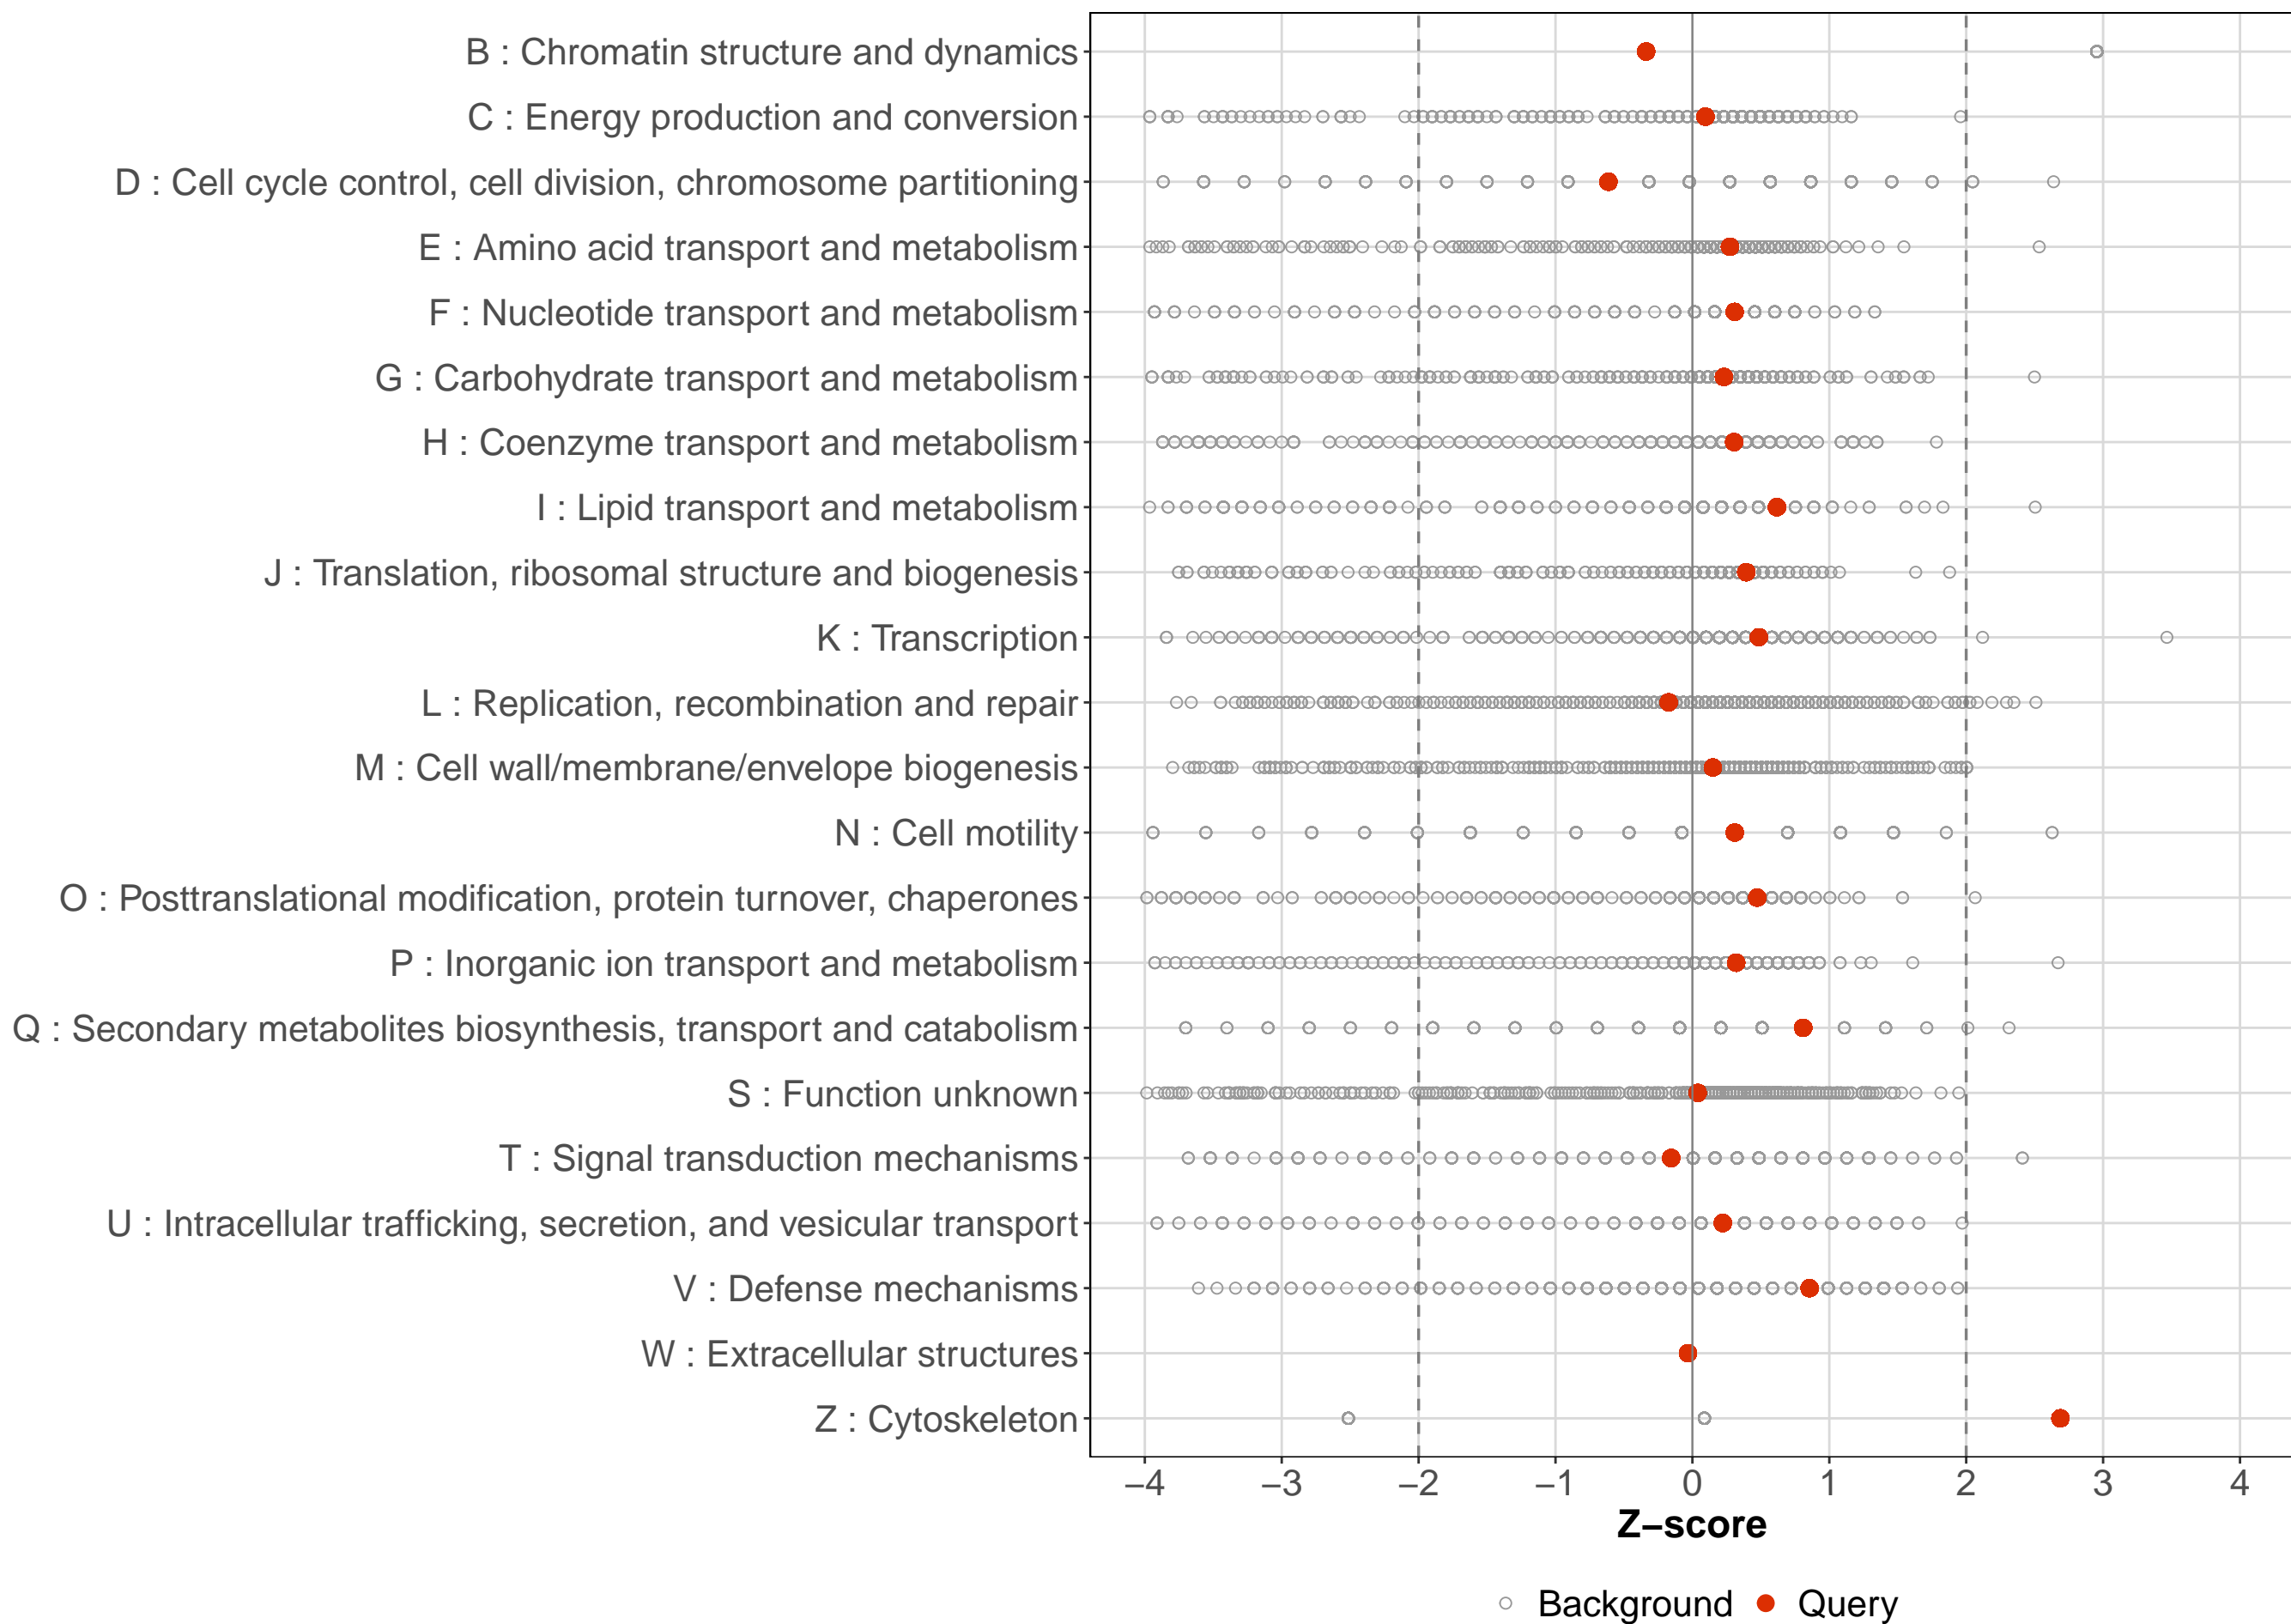 B : Chromatin structure and dynamics
C : Energy production and conversion
D : Cell cycle control, cell division, chromosome partitioning
E : Amino acid transport and metabolism
F : Nucleotide transport and metabolism
G : Carbohydrate transport and metabolism
H : Coenzyme transport and metabolism
I : Lipid transport and metabolism
J : Translation, ribosomal structure and biogenesis
K : Transcription
L : Replication, recombination and repair
M : Cell wall/membrane/envelope biogenesis
N : Cell motility
O : Posttranslational modification, protein turnover, chaperones
P : Inorganic ion transport and metabolism
Q : Secondary metabolites biosynthesis, transport and catabolism
S : Function unknown
T : Signal transduction mechanisms
U : Intracellular trafficking, secretion, and vesicular transport
V : Defense mechanisms
W : Extracellular structures
Z : Cytoskeleton
−4 −3 −2 −1 0 1 2 3 4
Z−score
Background Query